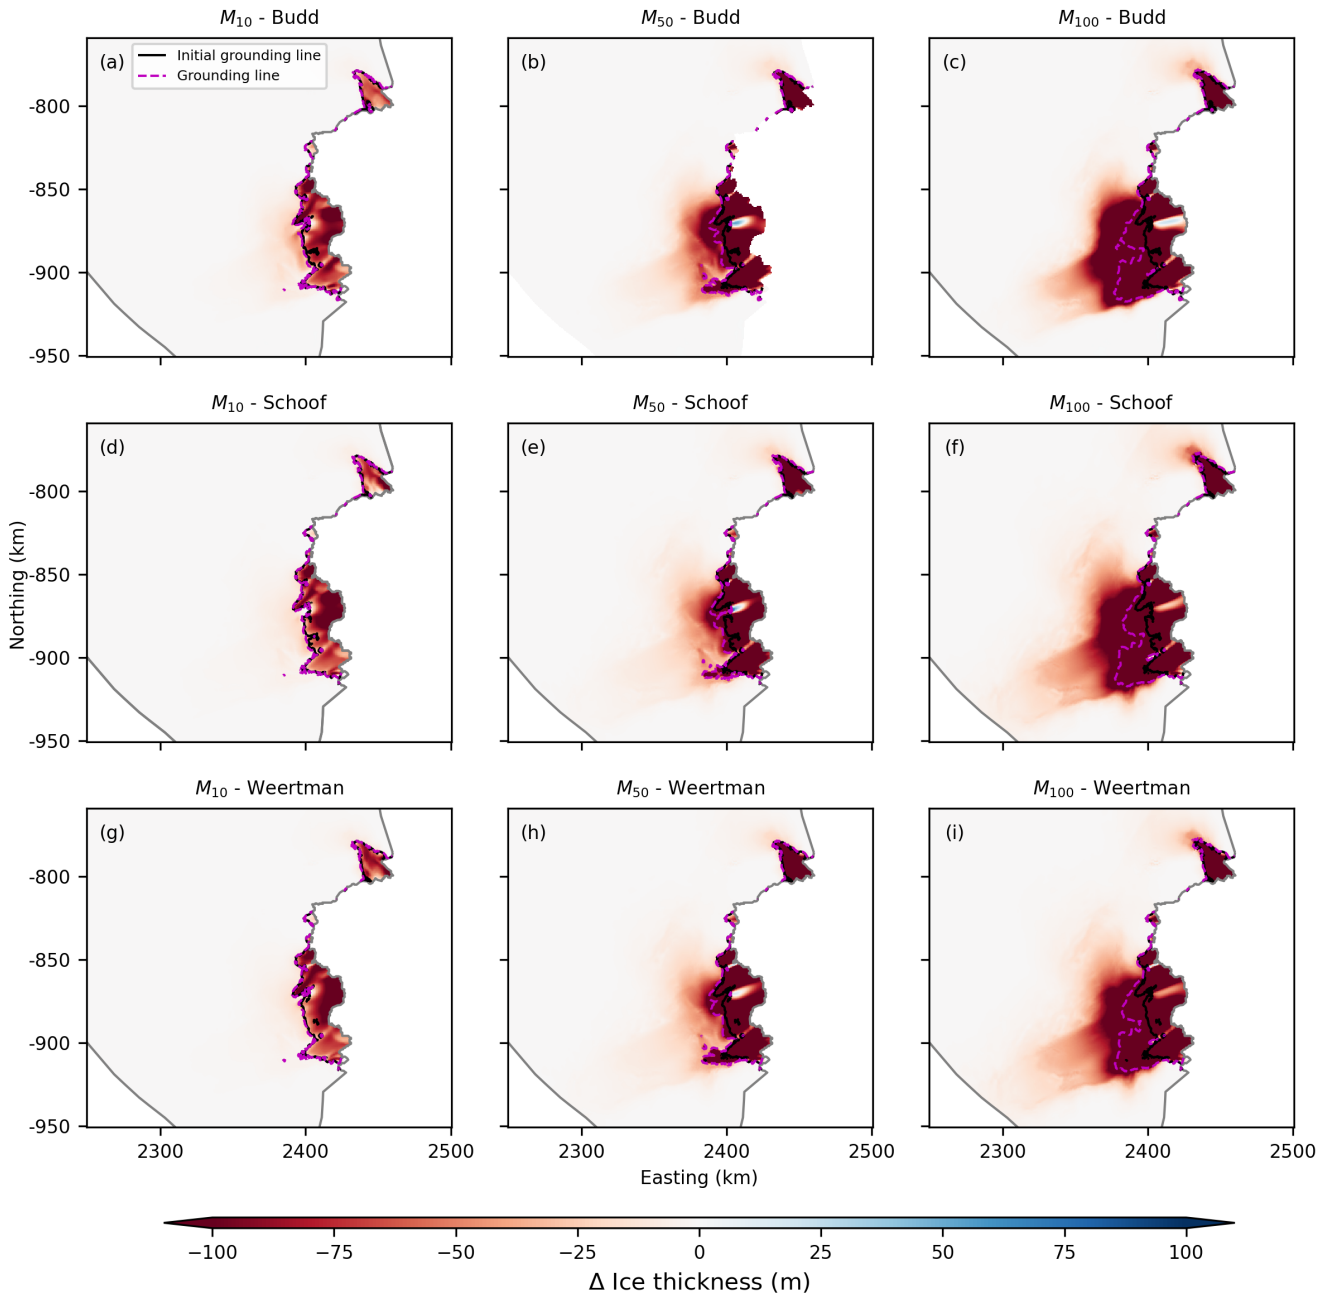 M10 - Budd
M50 - Budd
M100 - Budd
(a)
Initial grounding line
Grounding line
(b)
(c)
-800
-850
-900
-950
M10 - Schoof
M50 - Schoof
M100 - Schoof
(d)
(e)
(f)
-800
-850
-900
-950
Northing (km)
M10 - Weertman
M50 - Weertman
M100 - Weertman
(g)
(h)
(i)
-800
-850
-900
-950
2300 2400 2500
2300 2400 2500
2300 2400 2500
Easting (km)
−100 −75 −50 −25 0 25 50 75 100
Δ Ice thickness (m)